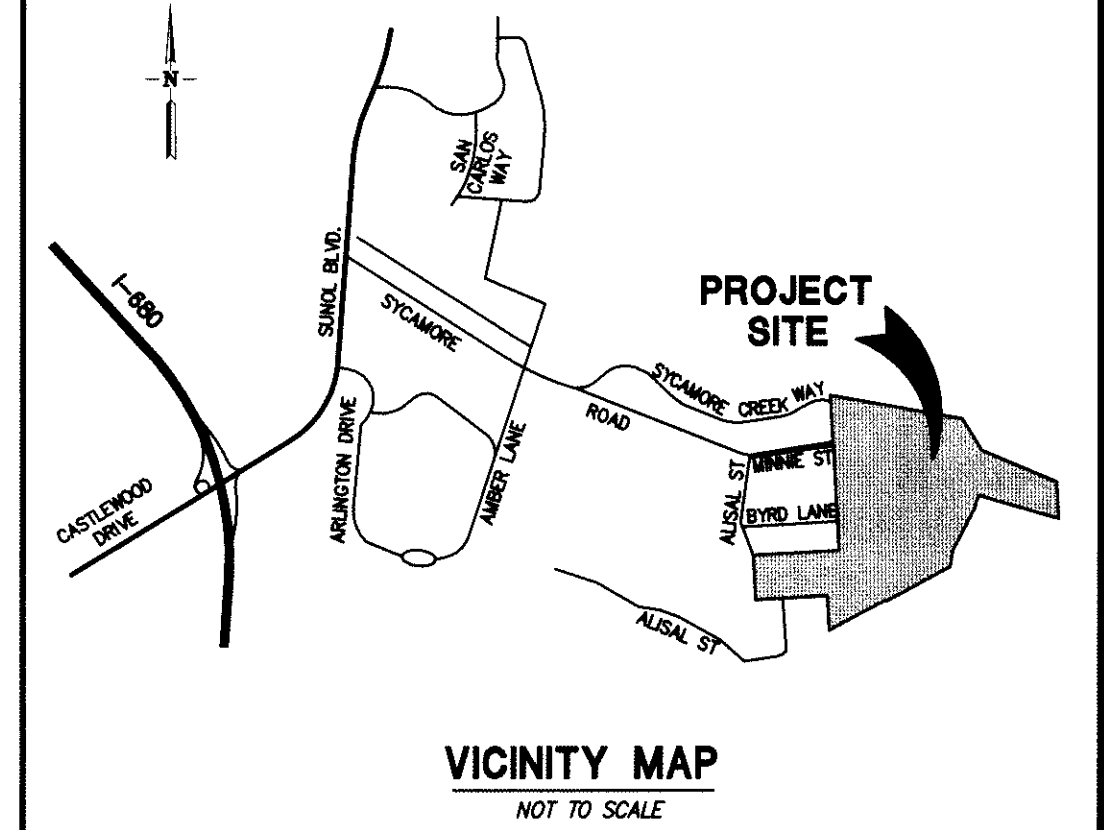 N
SAN
CARLOS
WAY
SUNOL BLVD.
I-680
SYCAMORE
PROJECT
SITE
SYCAMORE CREEK WAY
ROAD
ARLINGTON DRIVE
AMBER LANE
ALISAL ST
MINNIE ST
BYRD LANE
CASTLEWOOD
DRIVE
ALISAL ST
VICINITY MAP
NOT TO SCALE